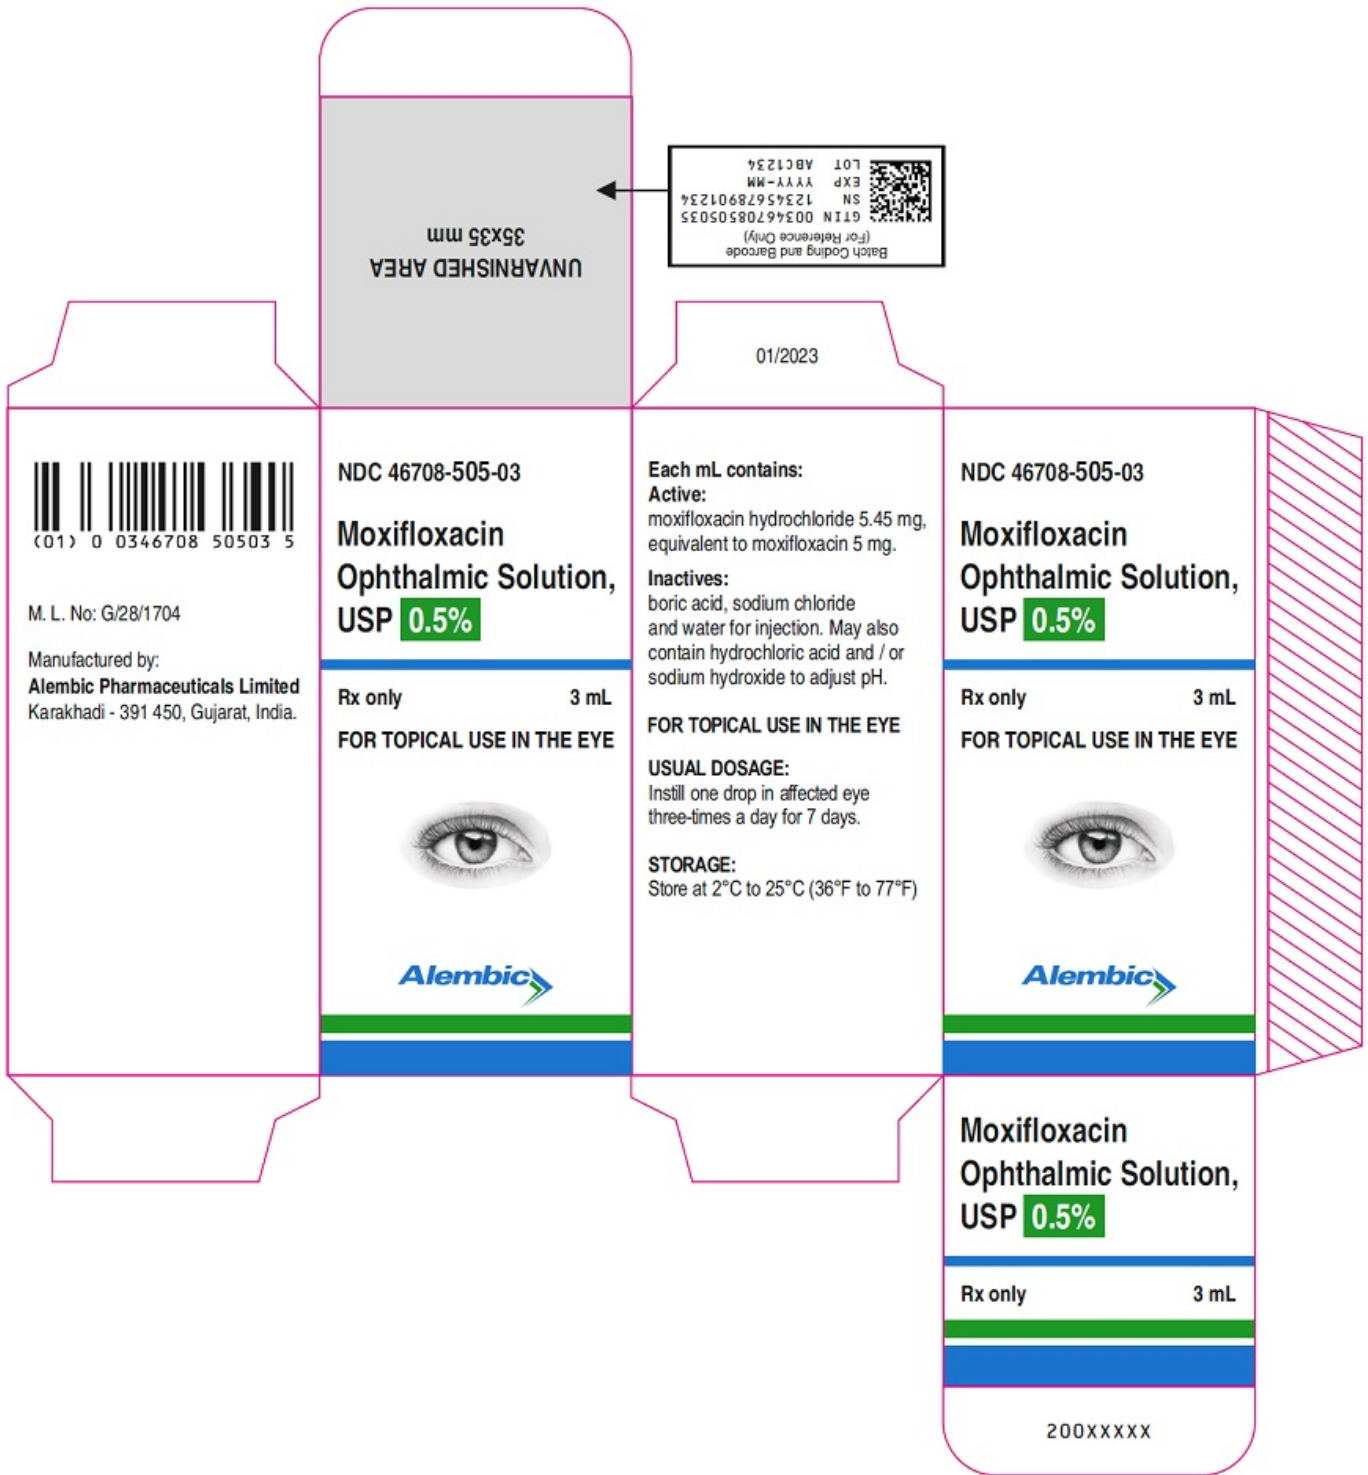 UNVARNISHED AREA
35x35 mm
Batch Coding and Barcode
(For Reference Only)
GTIN 00346708505035
SN 12345678901234
EXP YYYY-MM
LOT ABC1234
01/2023
(01) 0 0346708 50503 5
M. L. No: G/28/1704
Manufactured by:
Alembic Pharmaceuticals Limited
Karakhadi - 391 450, Gujarat, India.
NDC 46708-505-03
Moxifloxacin
Ophthalmic Solution,
USP 0.5%
Rx only 3 mL
FOR TOPICAL USE IN THE EYE
Alembic
Each mL contains:
Active:
moxifloxacin hydrochloride 5.45 mg,
equivalent to moxifloxacin 5 mg.
Inactives:
boric acid, sodium chloride
and water for injection. May also
contain hydrochloric acid and / or
sodium hydroxide to adjust pH.
FOR TOPICAL USE IN THE EYE
USUAL DOSAGE:
Instill one drop in affected eye
three-times a day for 7 days.
STORAGE:
Store at 2°C to 25°C (36°F to 77°F)
NDC 46708-505-03
Moxifloxacin
Ophthalmic Solution,
USP 0.5%
Rx only 3 mL
FOR TOPICAL USE IN THE EYE
Alembic
Moxifloxacin
Ophthalmic Solution,
USP 0.5%
Rx only 3 mL
200XXXXX